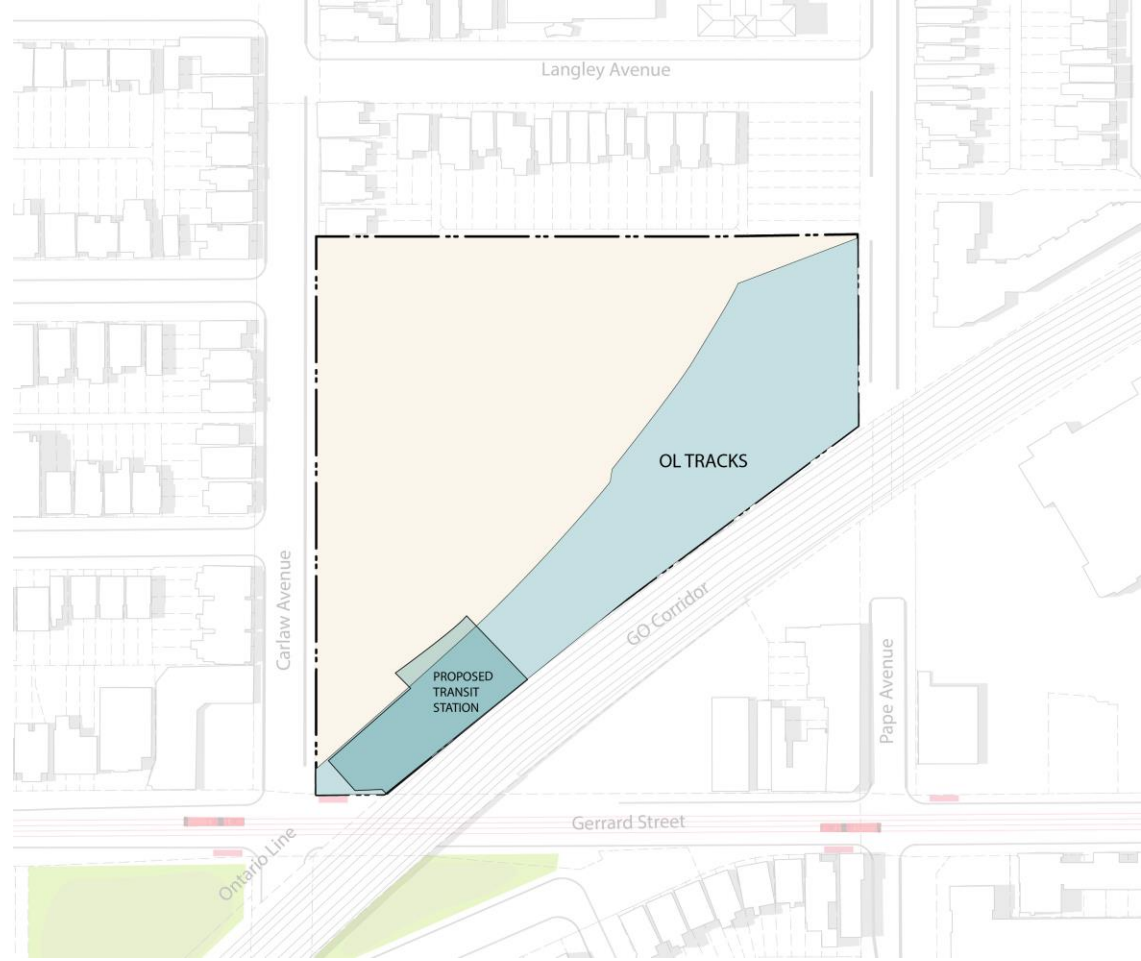 Langley Avenue
OL TRACKS
Carlaw Avenue
GO Corridor
PROPOSED
TRANSIT
STATION
Pape Avenue
Gerrard Street
Ontario Line